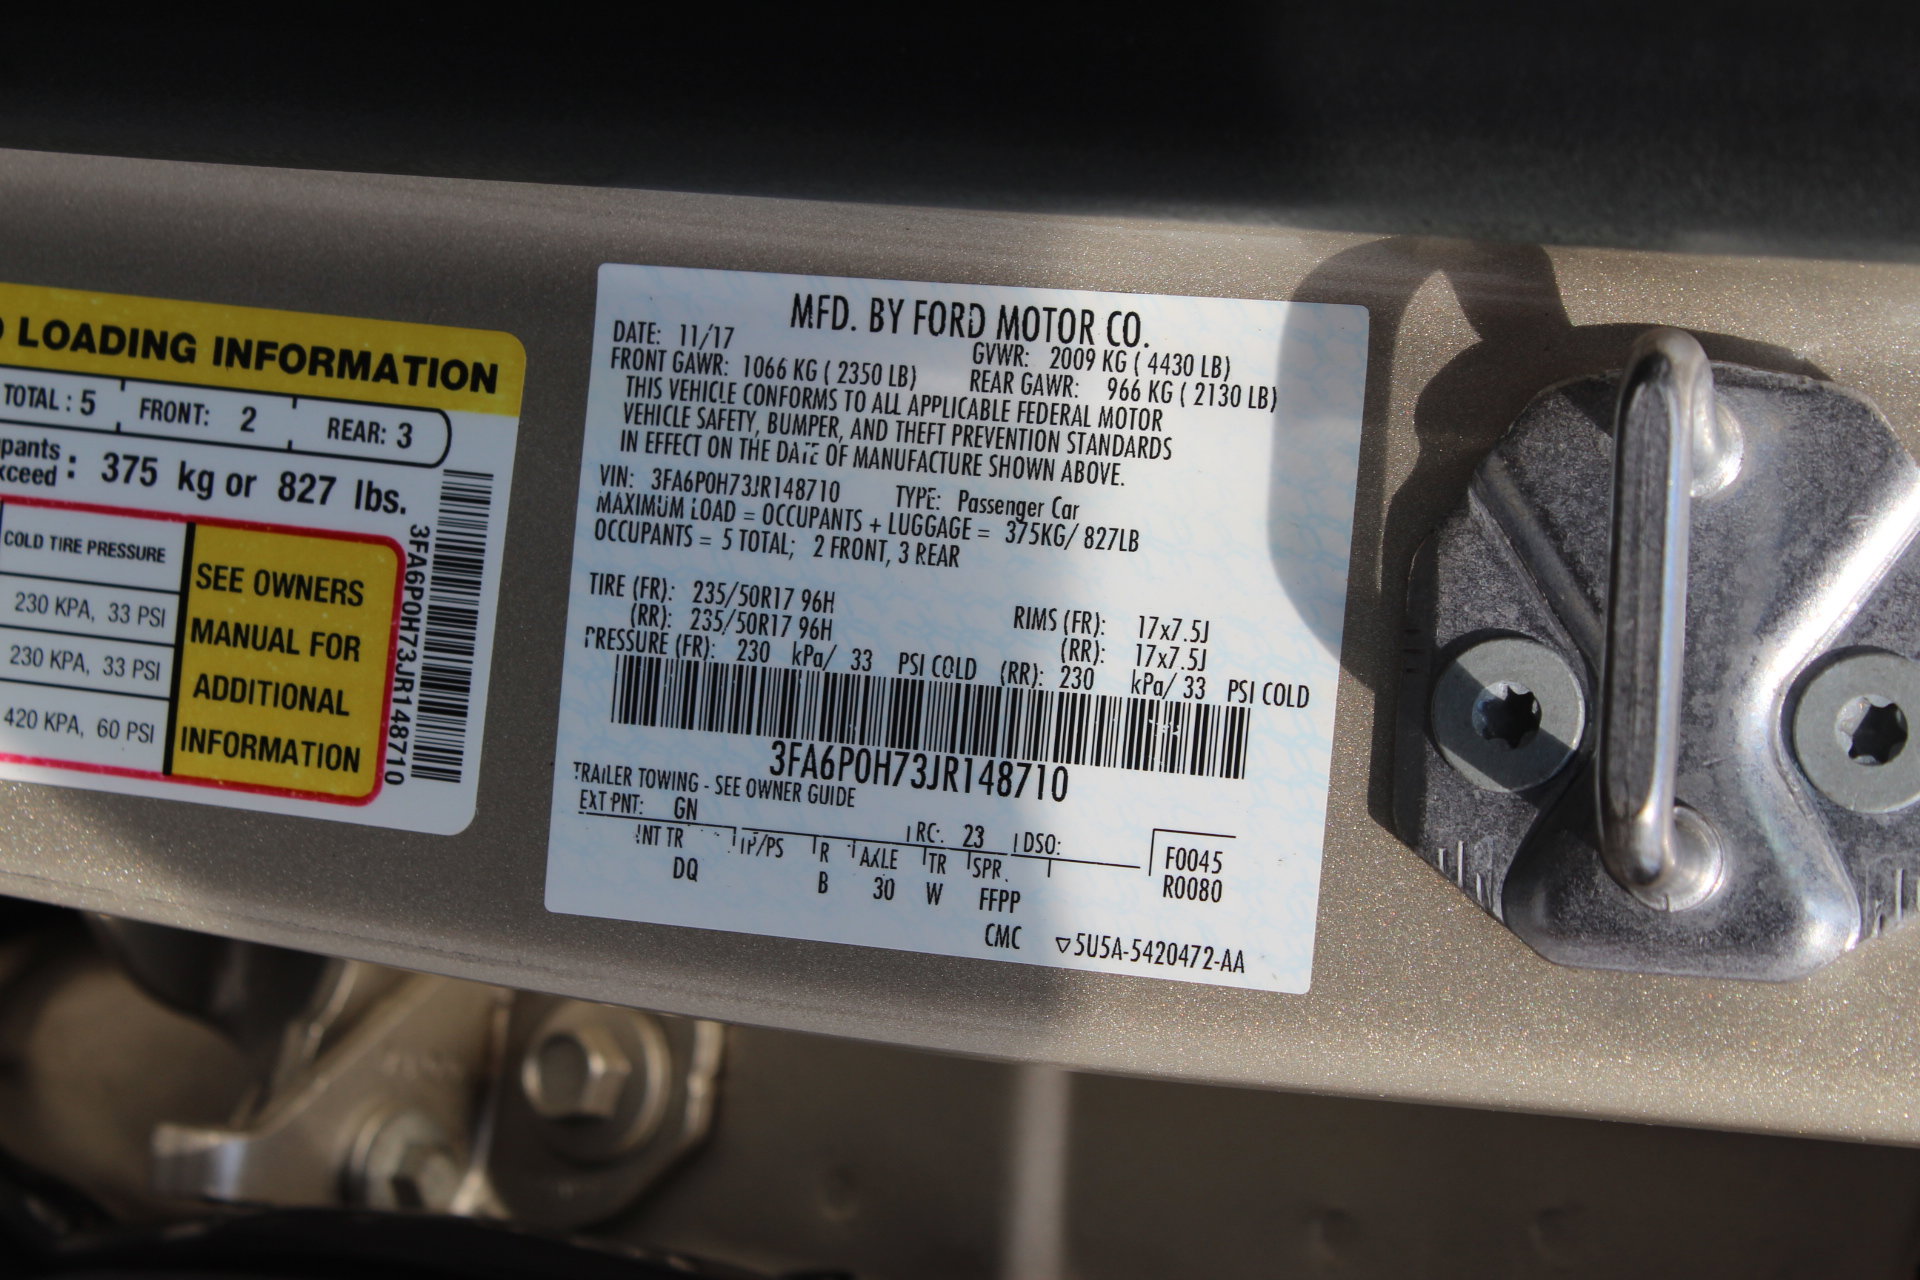 LOADING INFORMATION
TOTAL: 5 FRONT: 2 REAR: 3
375 kg or 827 lbs.
COLD TIRE PRESSURE
230 KPA, 33 PSI
230 KPA, 33 PSI
420 KPA, 60 PSI
SEE OWNERS
MANUAL FOR
ADDITIONAL
INFORMATION
3FA6P0H73JR148710
MFD. BY FORD MOTOR CO.
DATE: 11/17 GVWR: 2009 KG ( 4430 LB)
FRONT GAWR: 1066 KG ( 2350 LB) REAR GAWR: 966 KG ( 2130 LB)
THIS VEHICLE CONFORMS TO ALL APPLICABLE FEDERAL MOTOR
VEHICLE SAFETY, BUMPER, AND THEFT PREVENTION STANDARDS
IN EFFECT ON THE DATE OF MANUFACTURE SHOWN ABOVE.
VIN: 3FA6P0H73JR148710 TYPE: Passenger Car
MAXIMUM LOAD = OCCUPANTS + LUGGAGE = 375KG/ 827LB
OCCUPANTS = 5 TOTAL; 2 FRONT, 3 REAR
TIRE (FR): 235/50R17 96H RIMS (FR): 17x7.5J
(RR): 235/50R17 96H (RR): 17x7.5J
PRESSURE (FR): 230 kPa/ 33 PSI COLD (RR): 230 kPa/ 33 PSI COLD
3FA6P0H73JR148710
TRAILER TOWING - SEE OWNER GUIDE
EXT PNT: GN RC: 23 DSO:
INT TR TP/PS R AXLE TR SPR F0045
DQ B 30 W FFPP R0080
CMC ▽5U5A-5420472-AA